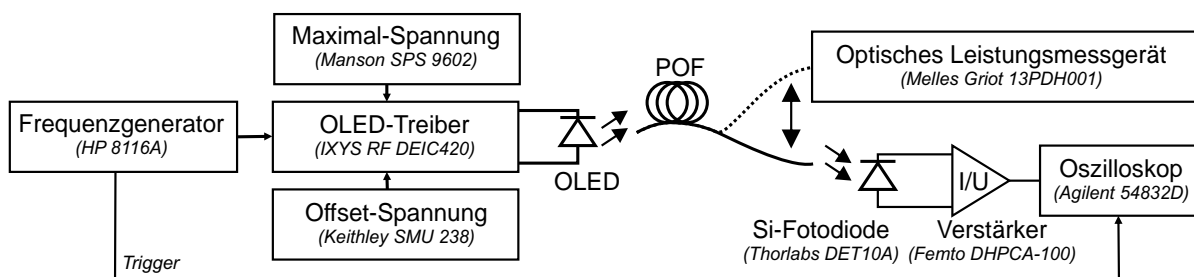 Maximal-Spannung
(Manson SPS 9602)
Optisches Leistungsmessgerät
(Melles Griot 13PDH001)
POF
Frequenzgenerator
(HP 8116A)
OLED-Treiber
(IXYS RF DEIC420)
OLED
I/U
Oszilloskop
(Agilent 54832D)
Offset-Spannung
(Keithley SMU 238)
Si-Fotodiode
(Thorlabs DET10A)
Verstärker
(Femto DHPCA-100)
Trigger